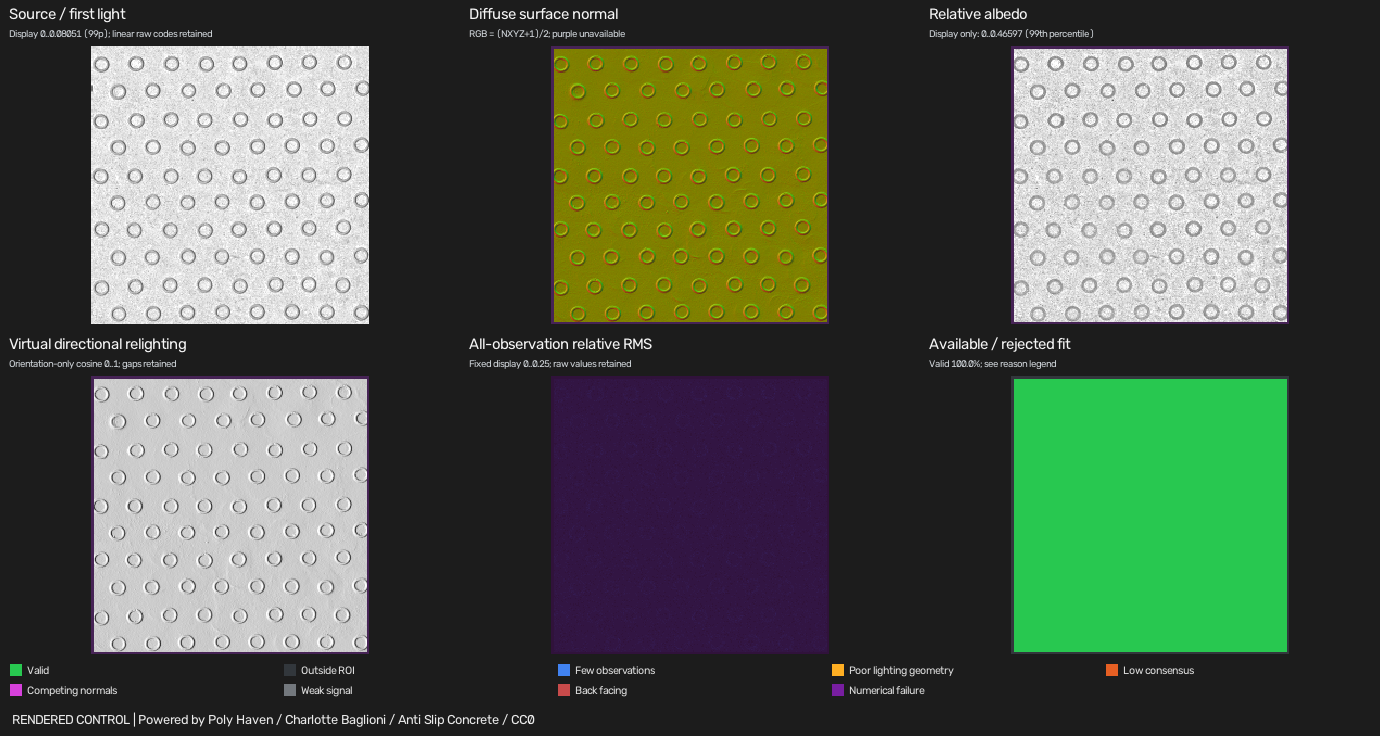 Source / first light
Display 0..0.08051 (99p); linear raw codes retained
Diffuse surface normal
RGB = (NXYZ+1)/2; purple unavailable
Relative albedo
Display only: 0..0.46597 (99th percentile)
Virtual directional relighting
Orientation-only cosine 0..1; gaps retained
All-observation relative RMS
Fixed display 0..0.25; raw values retained
Available / rejected fit
Valid 100.0%; see reason legend
Valid
Outside ROI
Few observations
Poor lighting geometry
Low consensus
Competing normals
Weak signal
Back facing
Numerical failure
RENDERED CONTROL | Powered by Poly Haven / Charlotte Baglioni / Anti Slip Concrete / CC0